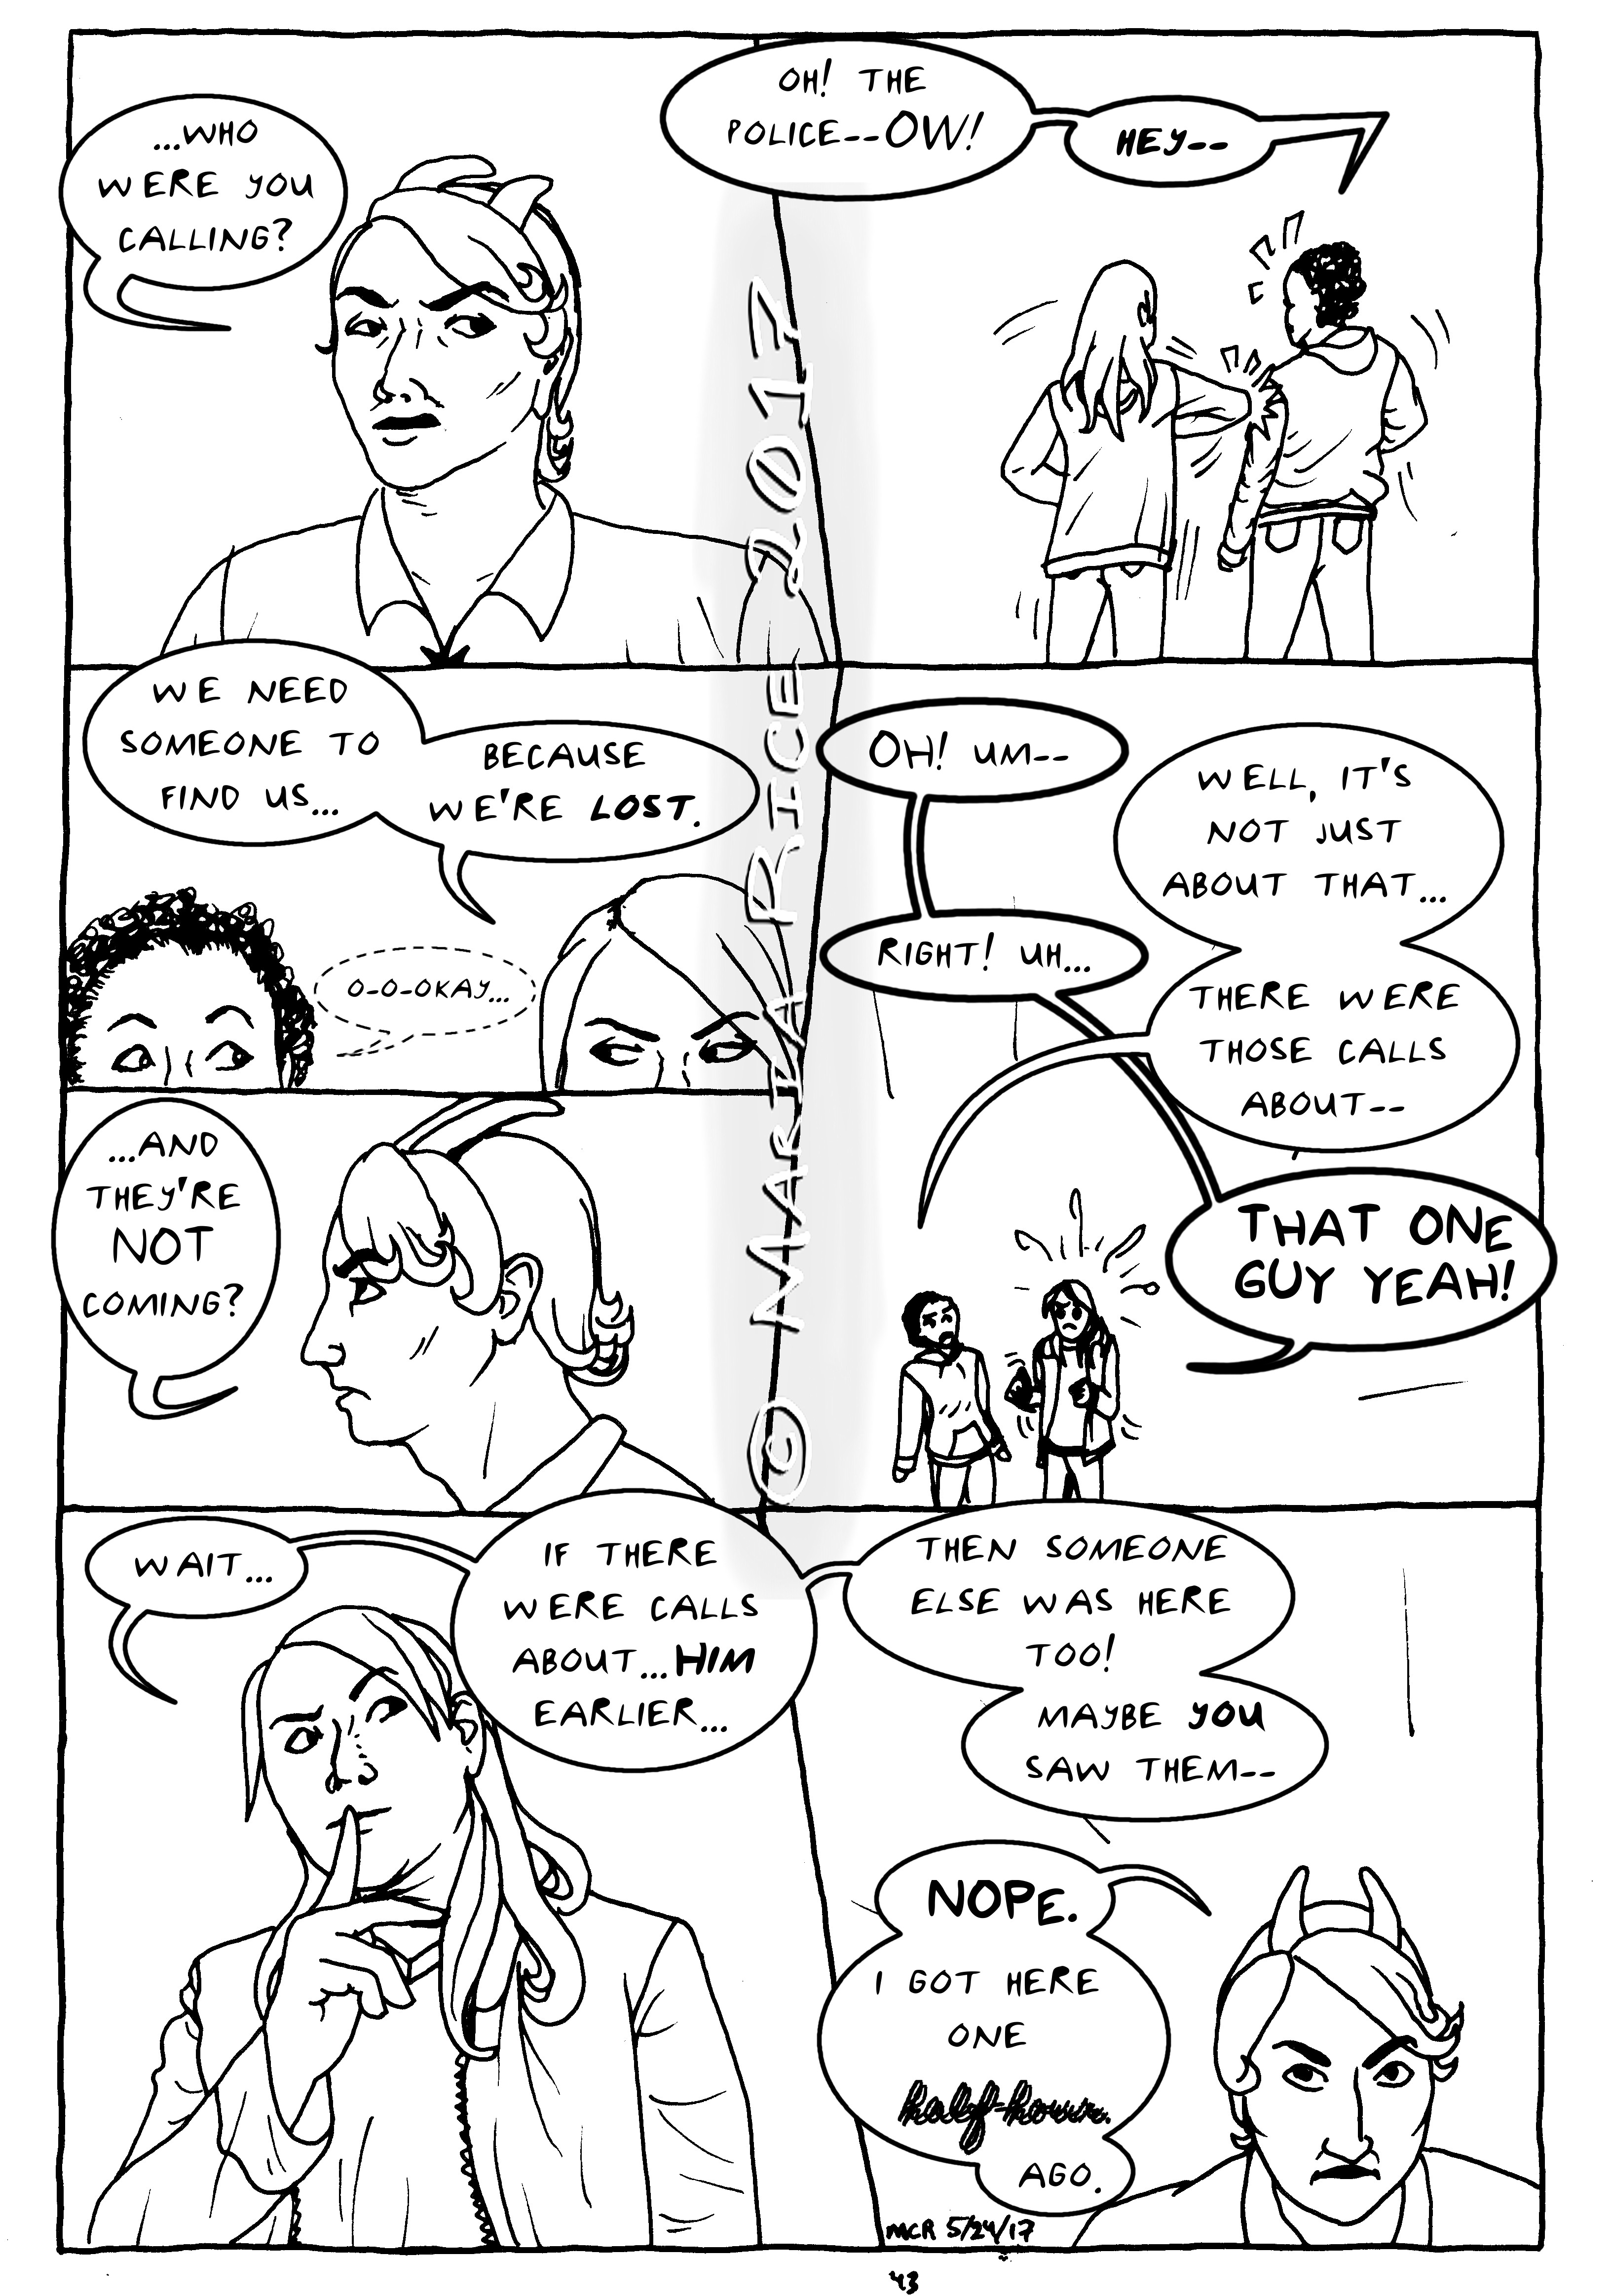 ...WHO
WERE YOU
CALLING?
OH! THE
POLICE--OW!
HEY--
WE NEED
SOMEONE TO
FIND US...
BECAUSE
WE'RE LOST.
O-O-OKAY...
...AND
THEY'RE
NOT
COMING?
OH! UM--
WELL, IT'S
NOT JUST
ABOUT THAT...
RIGHT! UH...
THERE WERE
THOSE CALLS
ABOUT--
THAT ONE
GUY YEAH!
WAIT...
IF THERE
WERE CALLS
ABOUT...HIM
EARLIER...
THEN SOMEONE
ELSE WAS HERE
TOO!
MAYBE YOU
SAW THEM--
NOPE.
I GOT HERE
ONE
half-hour
AGO.
MCR 5/24/17
43
© MARIA RICE 2017